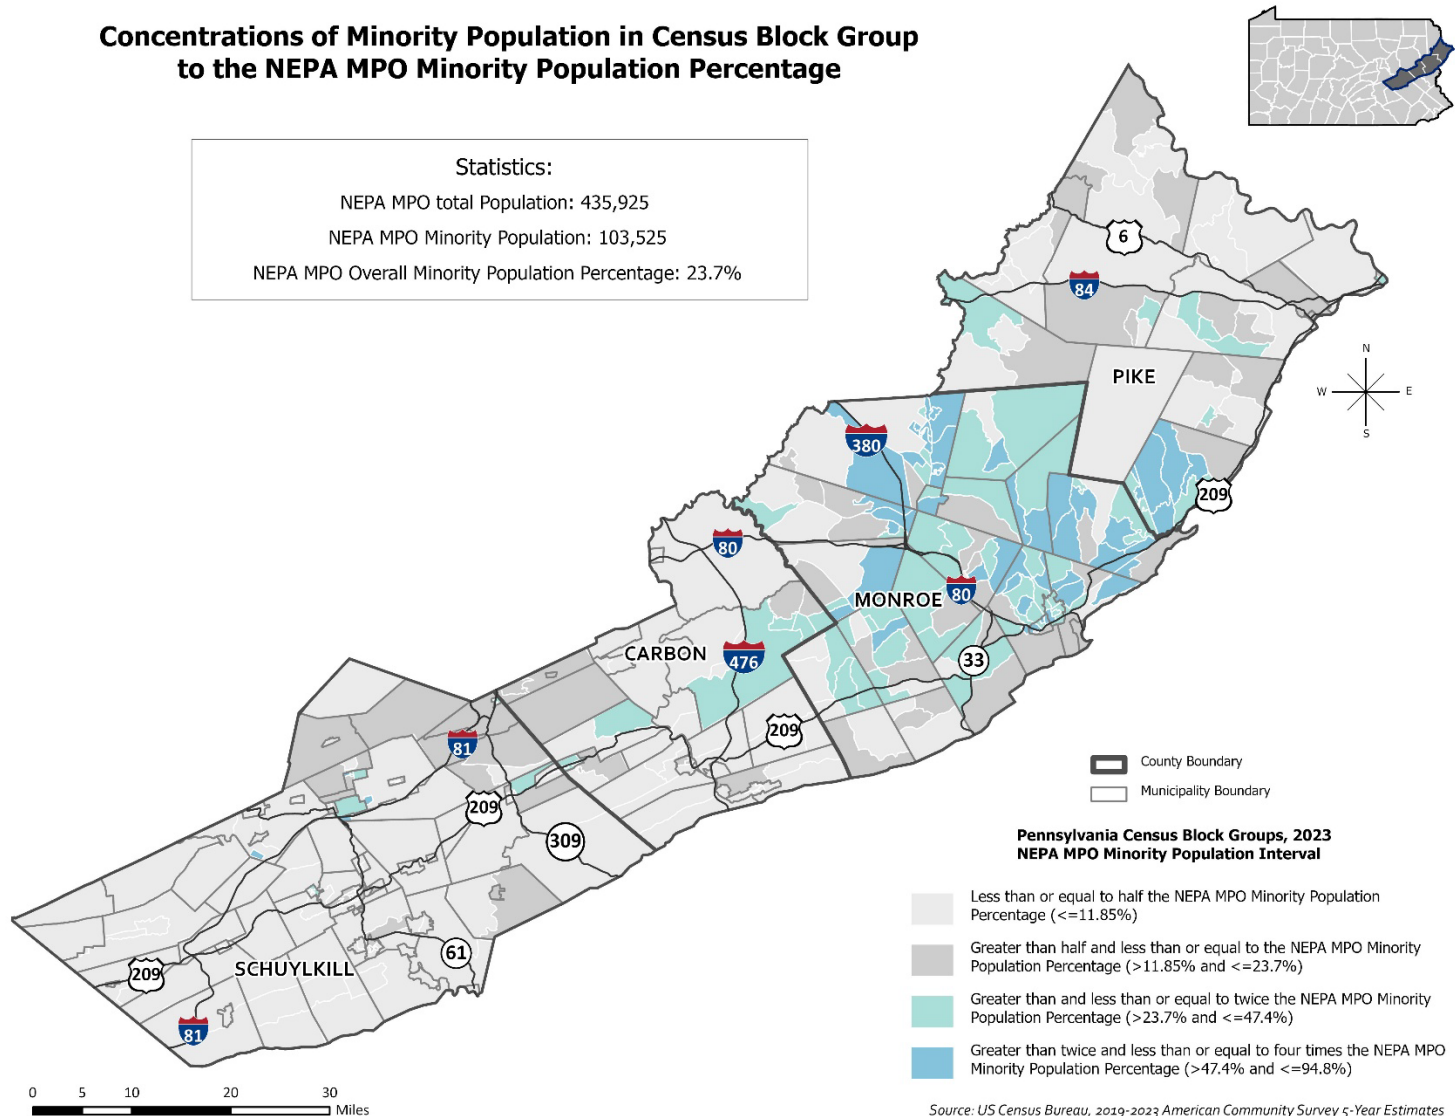 Concentrations of Minority Population in Census Block Group
to the NEPA MPO Minority Population Percentage
Statistics:
NEPA MPO total Population: 435,925
NEPA MPO Minority Population: 103,525
NEPA MPO Overall Minority Population Percentage: 23.7%
6
84
N
W
E
S
PIKE
380
209
80
MONROE
80
CARBON
476
33
209
81
209
309
61
209
SCHUYLKILL
81
County Boundary
Municipality Boundary
Pennsylvania Census Block Groups, 2023
NEPA MPO Minority Population Interval
Less than or equal to half the NEPA MPO Minority Population
Percentage (<=11.85%)
Greater than half and less than or equal to the NEPA MPO Minority
Population Percentage (>11.85% and <=23.7%)
Greater than and less than or equal to twice the NEPA MPO Minority
Population Percentage (>23.7% and <=47.4%)
Greater than twice and less than or equal to four times the NEPA MPO
Minority Population Percentage (>47.4% and <=94.8%)
0 5 10 20 30
Miles
Source: US Census Bureau, 2019-2023 American Community Survey 5-Year Estimates